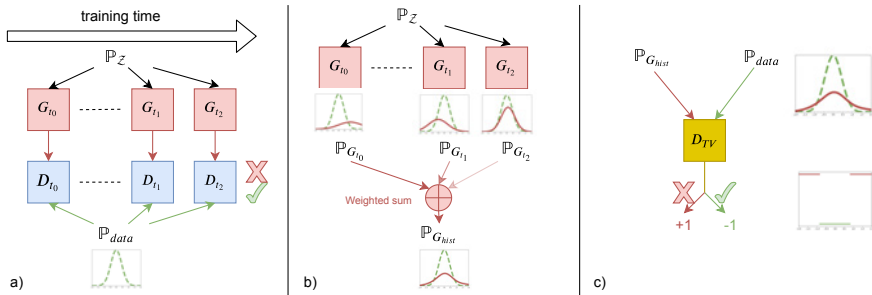 training time
ℙ_𝒵
G_{t_0} G_{t_1} G_{t_2}
D_{t_0} D_{t_1} D_{t_2}
ℙ_{data}
a)
ℙ_𝒵
G_{t_0} G_{t_1} G_{t_2}
ℙ_{G_{t_0}} ℙ_{G_{t_1}} ℙ_{G_{t_2}}
Weighted sum
ℙ_{G_{hist}}
b)
ℙ_{G_{hist}} ℙ_{data}
D_{TV}
+1 -1
c)